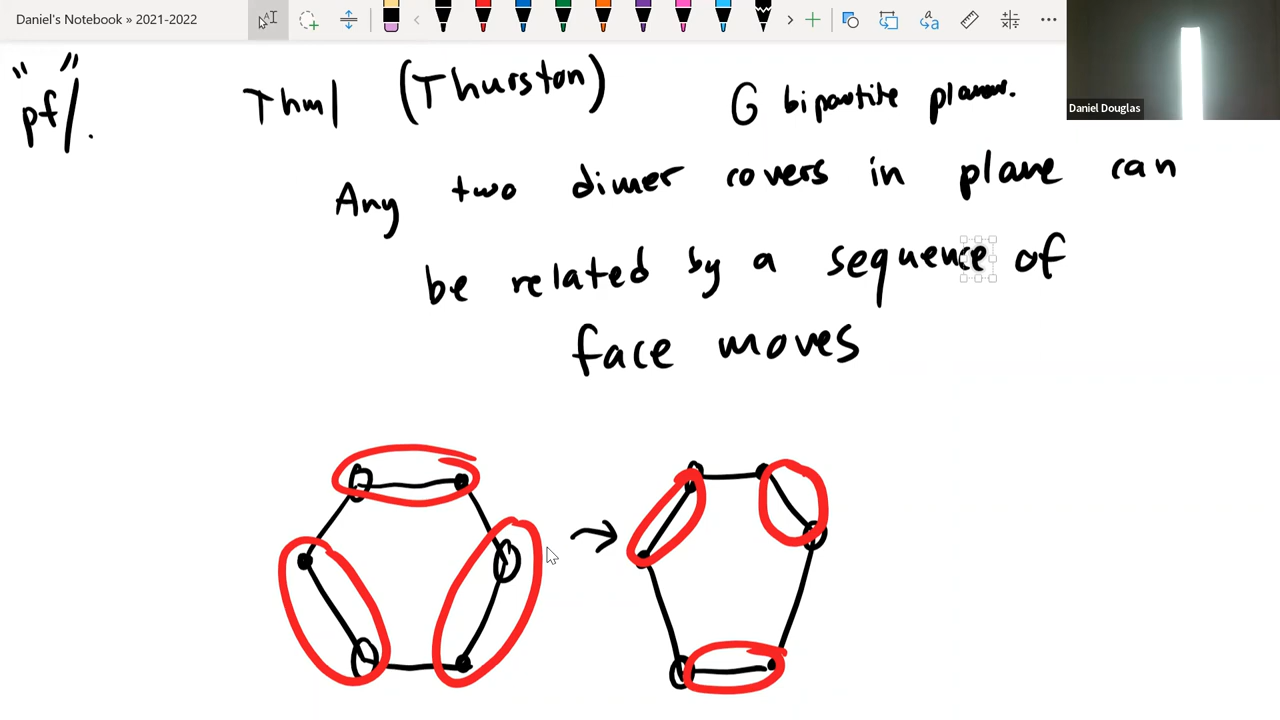 Daniel's Notebook » 2021-2022
Daniel Douglas
"pf"/.
Thm1 (Thurston) G bipartite planar.
Any two dimer covers in plane can
be related by a sequence of
face moves